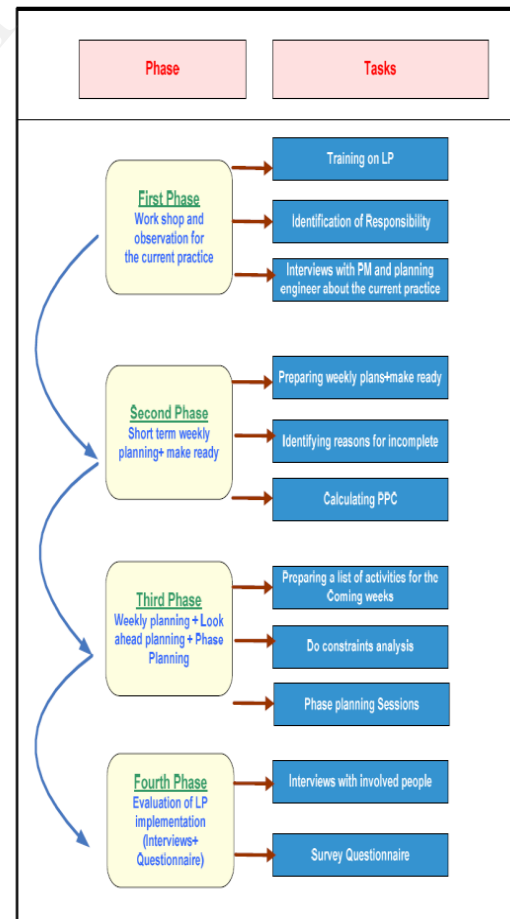 Phase
Tasks
First Phase
Work shop and
observation for
the current practice
Training on LP
Identification of Responsibility
Interviews with PM and planning
engineer about the current practice
Second Phase
Short term weekly
planning+ make ready
Preparing weekly plans+make ready
Identifying reasons for incomplete
Calculating PPC
Third Phase
Weekly planning + Look
ahead planning + Phase
Planning
Preparing a list of activities for the
Coming weeks
Do constraints analysis
Phase planning Sessions
Fourth Phase
Evaluation of LP
implementation
(Interviews+
Questionnaire)
Interviews with involved people
Survey Questionnaire